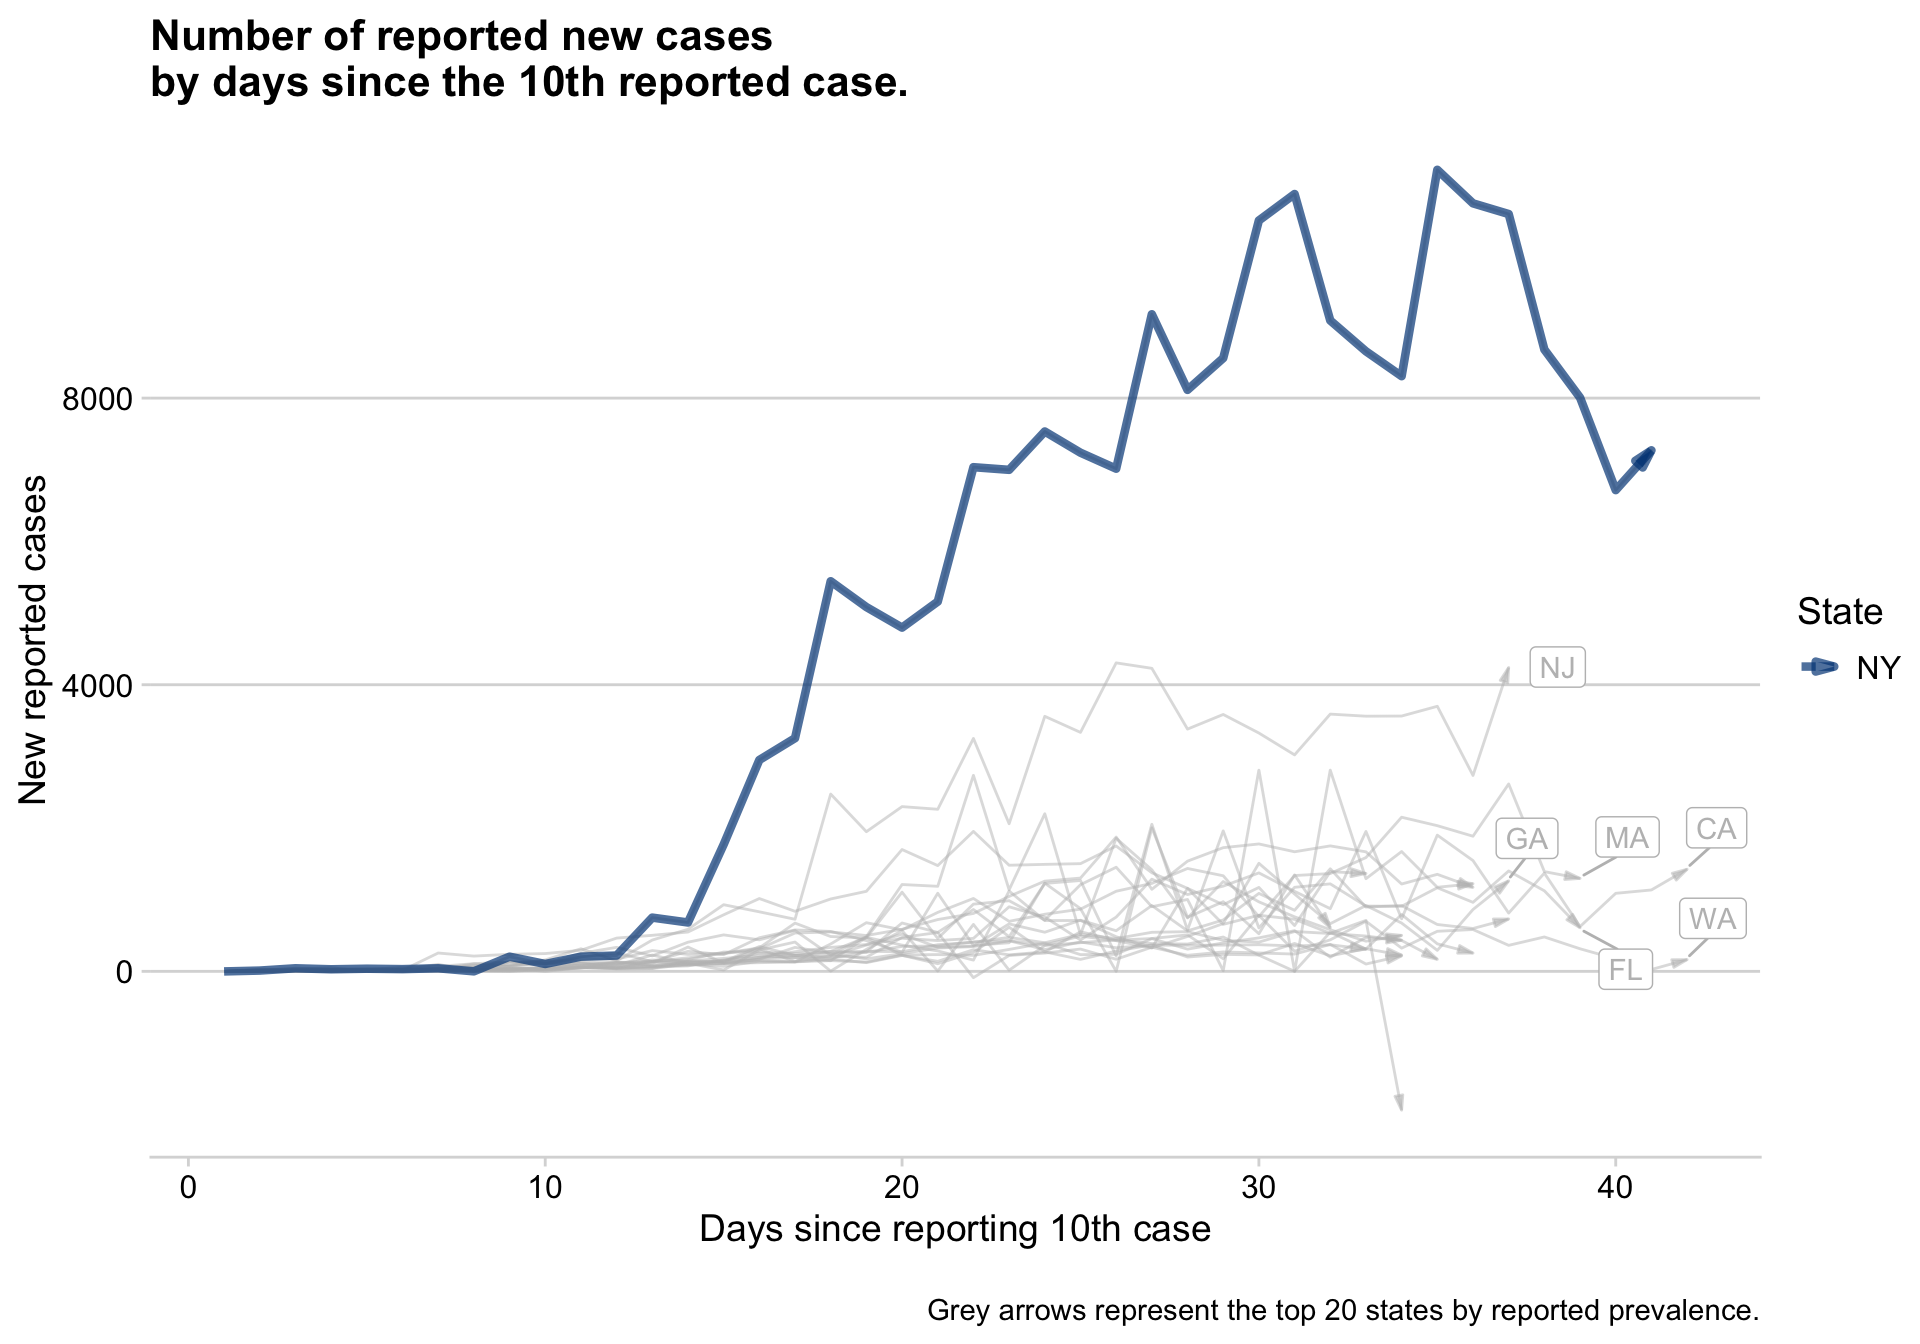 Number of reported new cases
by days since the 10th reported case.
New reported cases
8000
4000
0
NJ
GA
MA
CA
WA
FL
State
NY
0
10
20
30
40
Days since reporting 10th case
Grey arrows represent the top 20 states by reported prevalence.